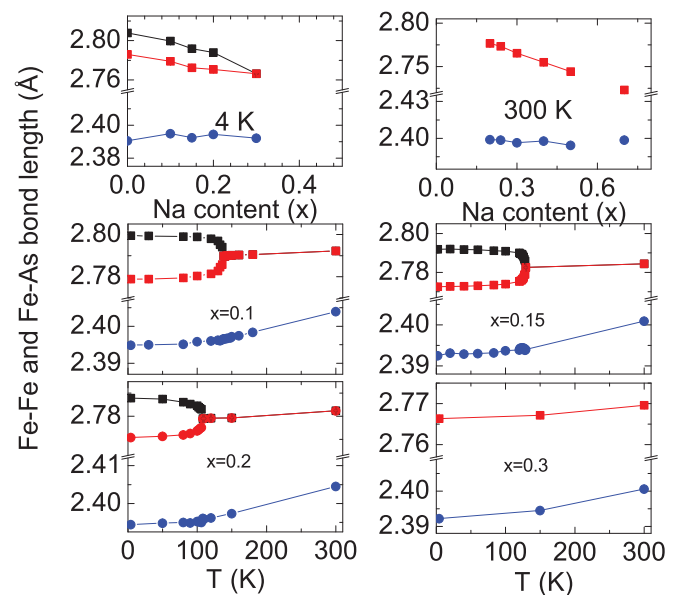 Fe-Fe and Fe-As bond length (Å)
2.80
2.76
2.40
2.38
4 K
0.0 0.2 0.4
Na content (x)
2.80
2.75
2.43
2.40
300 K
0.0 0.3 0.6
Na content (x)
2.80
2.78
2.40
2.39
x=0.1
2.80
2.78
2.40
2.39
x=0.15
2.78
2.41
2.40
x=0.2
0 100 200 300
T (K)
2.77
2.76
2.40
2.39
x=0.3
0 100 200 300
T (K)